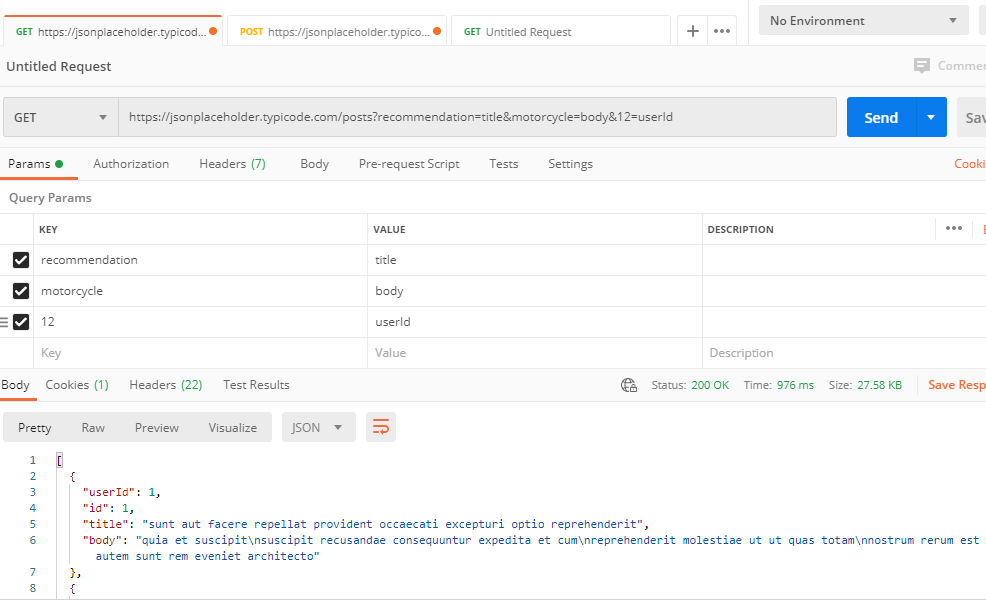 GET https://jsonplaceholder.typicod... POST https://jsonplaceholder.typico... GET Untitled Request + ••• No Environment
Untitled Request Commen
GET https://jsonplaceholder.typicode.com/posts?recommendation=title&motorcycle=body&12=userId Send Sav
Params Authorization Headers (7) Body Pre-request Script Tests Settings Cooki
Query Params
KEY VALUE DESCRIPTION •••
recommendation title
motorcycle body
12 userId
Key Value Description
Body Cookies (1) Headers (22) Test Results Status: 200 OK Time: 976 ms Size: 27.58 KB Save Resp
Pretty Raw Preview Visualize JSON
1 [
2 {
3 "userId": 1,
4 "id": 1,
5 "title": "sunt aut facere repellat provident occaecati excepturi optio reprehenderit",
6 "body": "quia et suscipit\nsuscipit recusandae consequuntur expedita et cum\nreprehenderit molestiae ut ut quas totam\nnostrum rerum est
autem sunt rem eveniet architecto"
7 },
8 {